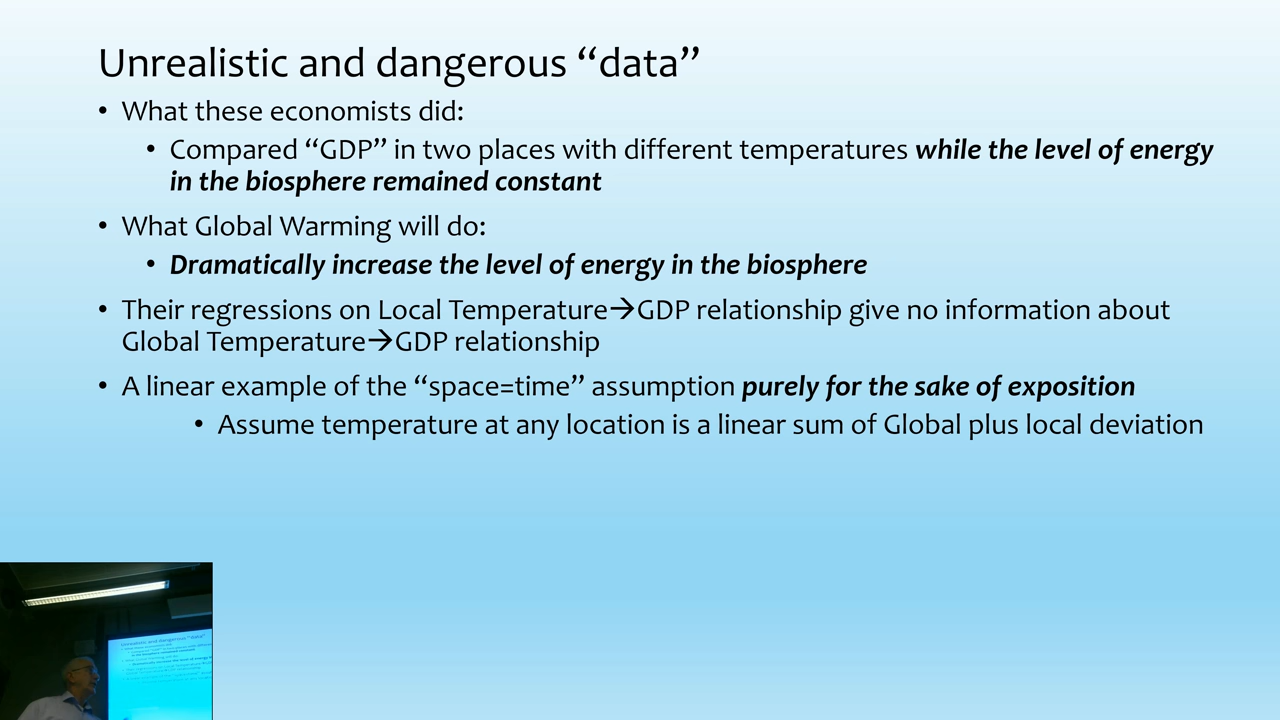 Unrealistic and dangerous “data”
• What these economists did:
• Compared “GDP” in two places with different temperatures while the level of energy
in the biosphere remained constant
• What Global Warming will do:
• Dramatically increase the level of energy in the biosphere
• Their regressions on Local Temperature→GDP relationship give no information about
Global Temperature→GDP relationship
• A linear example of the “space=time” assumption purely for the sake of exposition
• Assume temperature at any location is a linear sum of Global plus local deviation
Unrealistic and dangerous “data”